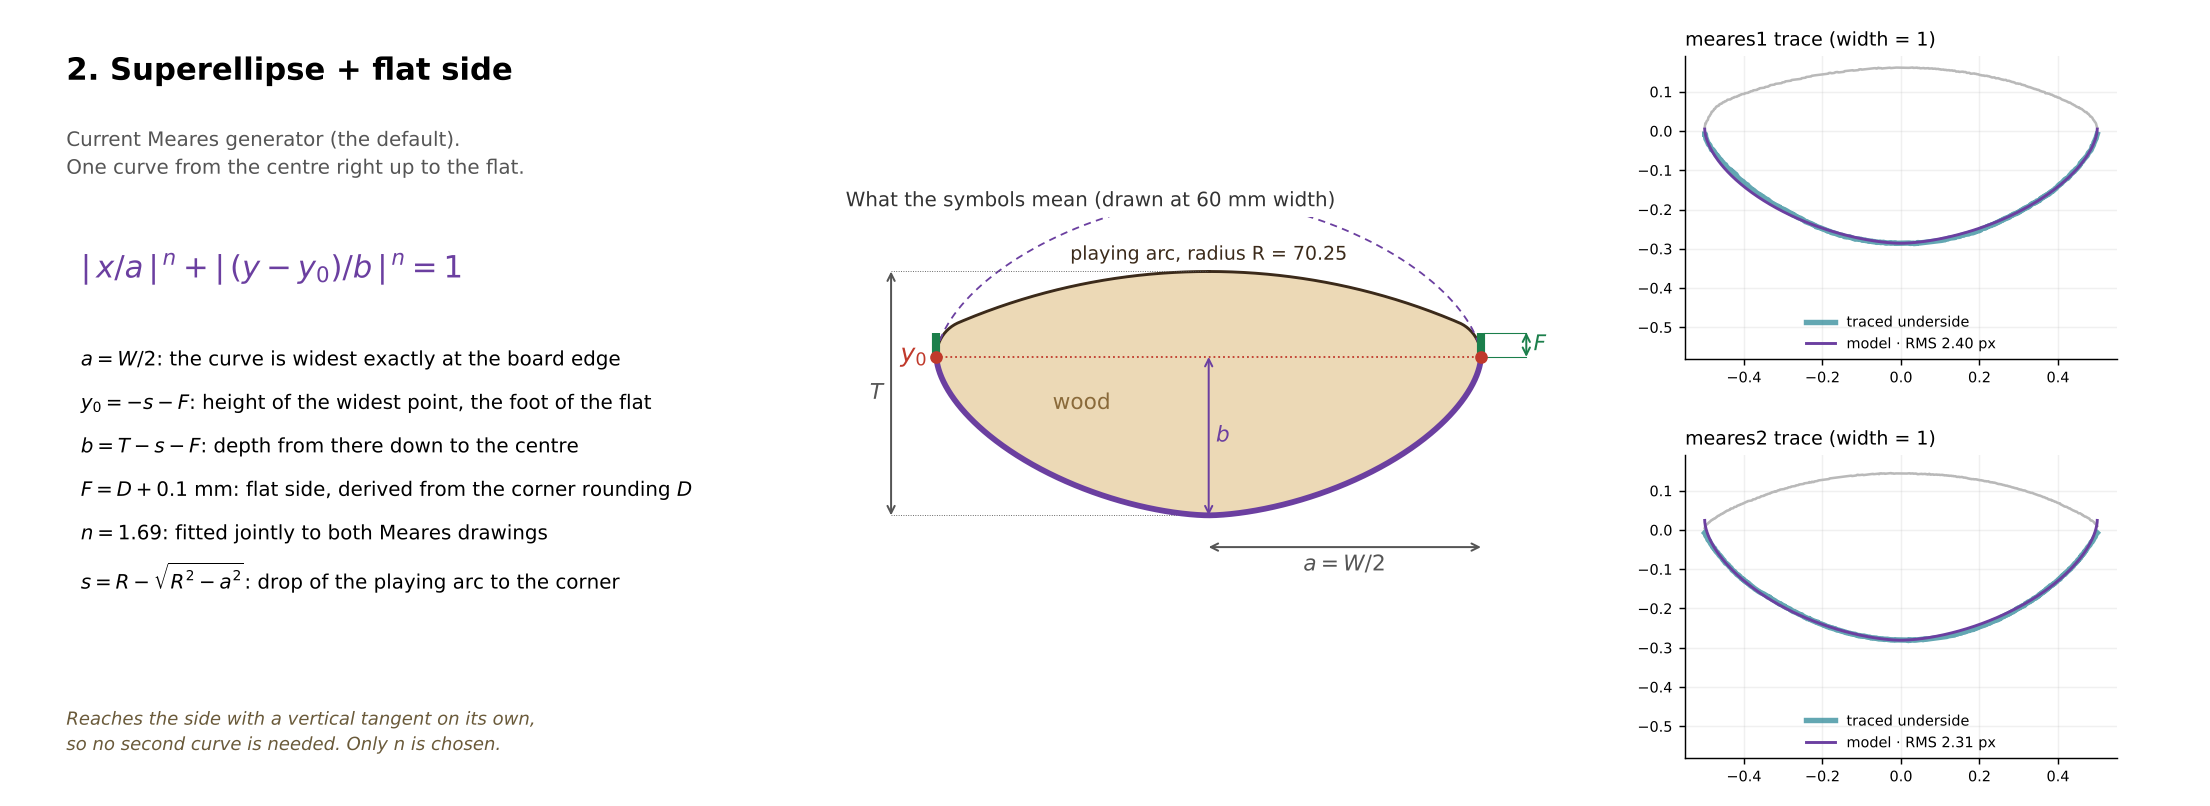 2. Superellipse + flat side
Current Meares generator (the default).
One curve from the centre right up to the flat.
| x/a |ⁿ + | (y − y₀)/b |ⁿ = 1
a = W/2: the curve is widest exactly at the board edge
y₀ = −s − F: height of the widest point, the foot of the flat
b = T − s − F: depth from there down to the centre
F = D + 0.1 mm: flat side, derived from the corner rounding D
n = 1.69: fitted jointly to both Meares drawings
s = R − √(R² − a²): drop of the playing arc to the corner
Reaches the side with a vertical tangent on its own,
so no second curve is needed. Only n is chosen.
What the symbols mean (drawn at 60 mm width)
playing arc, radius R = 70.25
y₀
F
T
wood
b
a = W/2
meares1 trace (width = 1)
0.1
0.0
−0.1
−0.2
−0.3
−0.4
−0.5
traced underside
model · RMS 2.40 px
−0.4 −0.2 0.0 0.2 0.4
meares2 trace (width = 1)
0.1
0.0
−0.1
−0.2
−0.3
−0.4
−0.5
traced underside
model · RMS 2.31 px
−0.4 −0.2 0.0 0.2 0.4